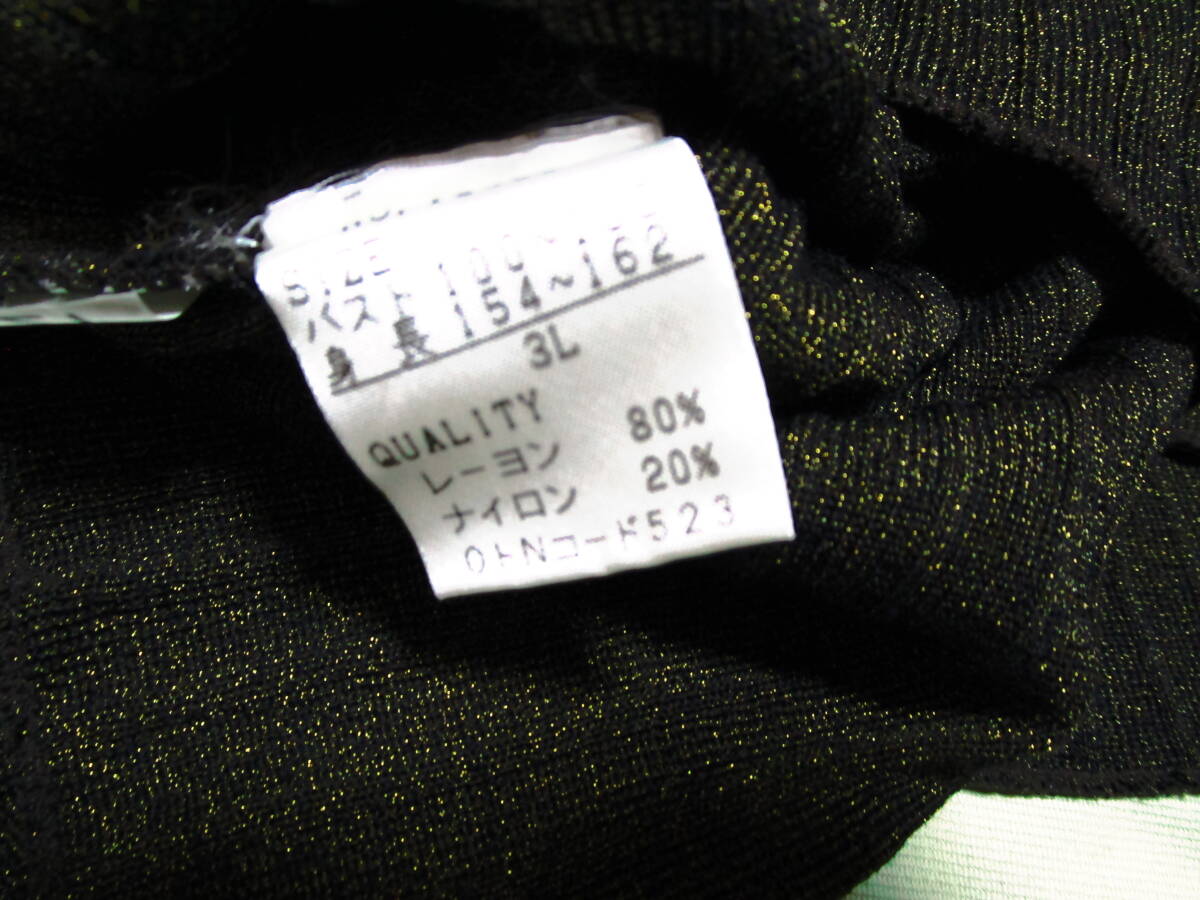 SIZE
バスト 100~
身長 154~162
3L
QUALITY
レーヨン 80%
ナイロン 20%
OトNコード523